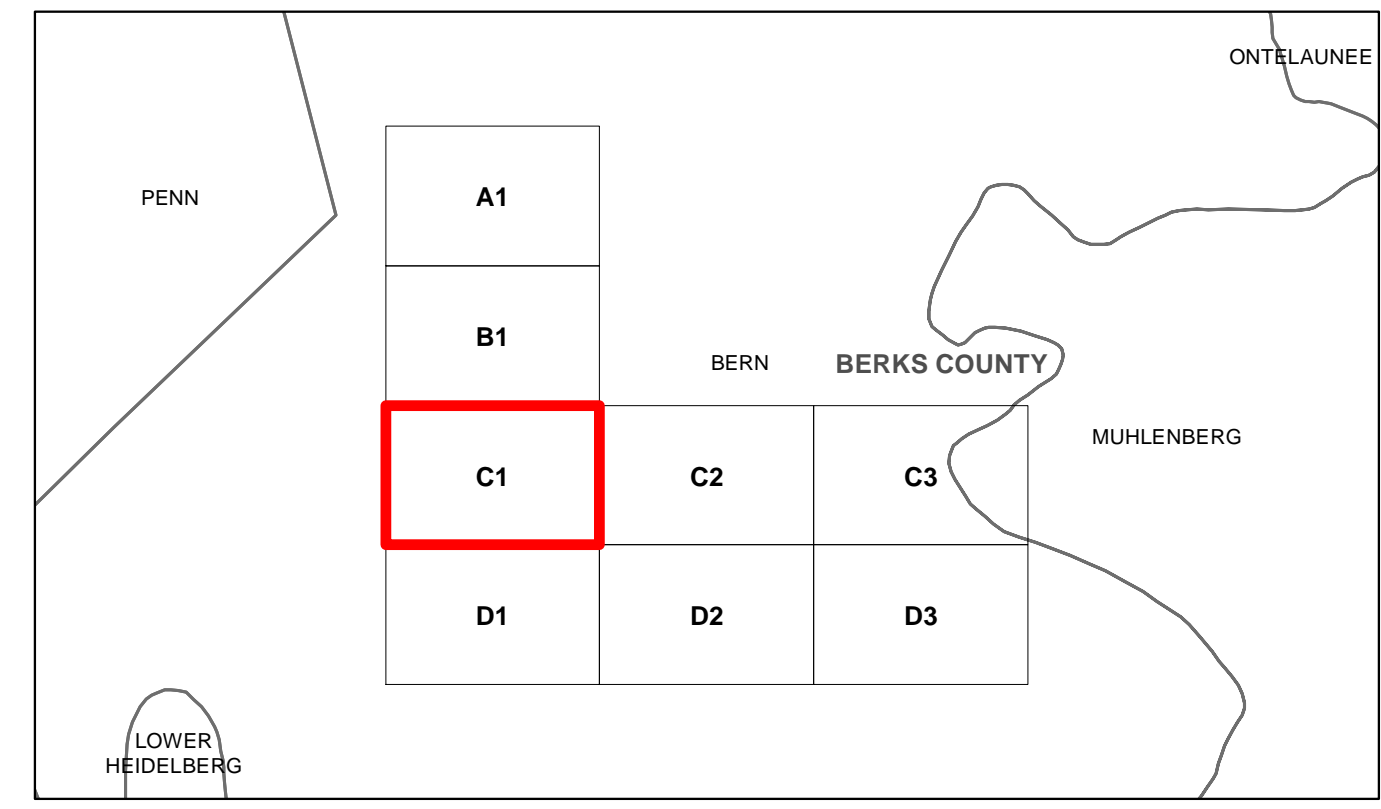 ONTELAUNEE
PENN
A1
B1
BERN
BERKS COUNTY
MUHLENBERG
C1
C2
C3
D1
D2
D3
LOWER
HEIDELBERG